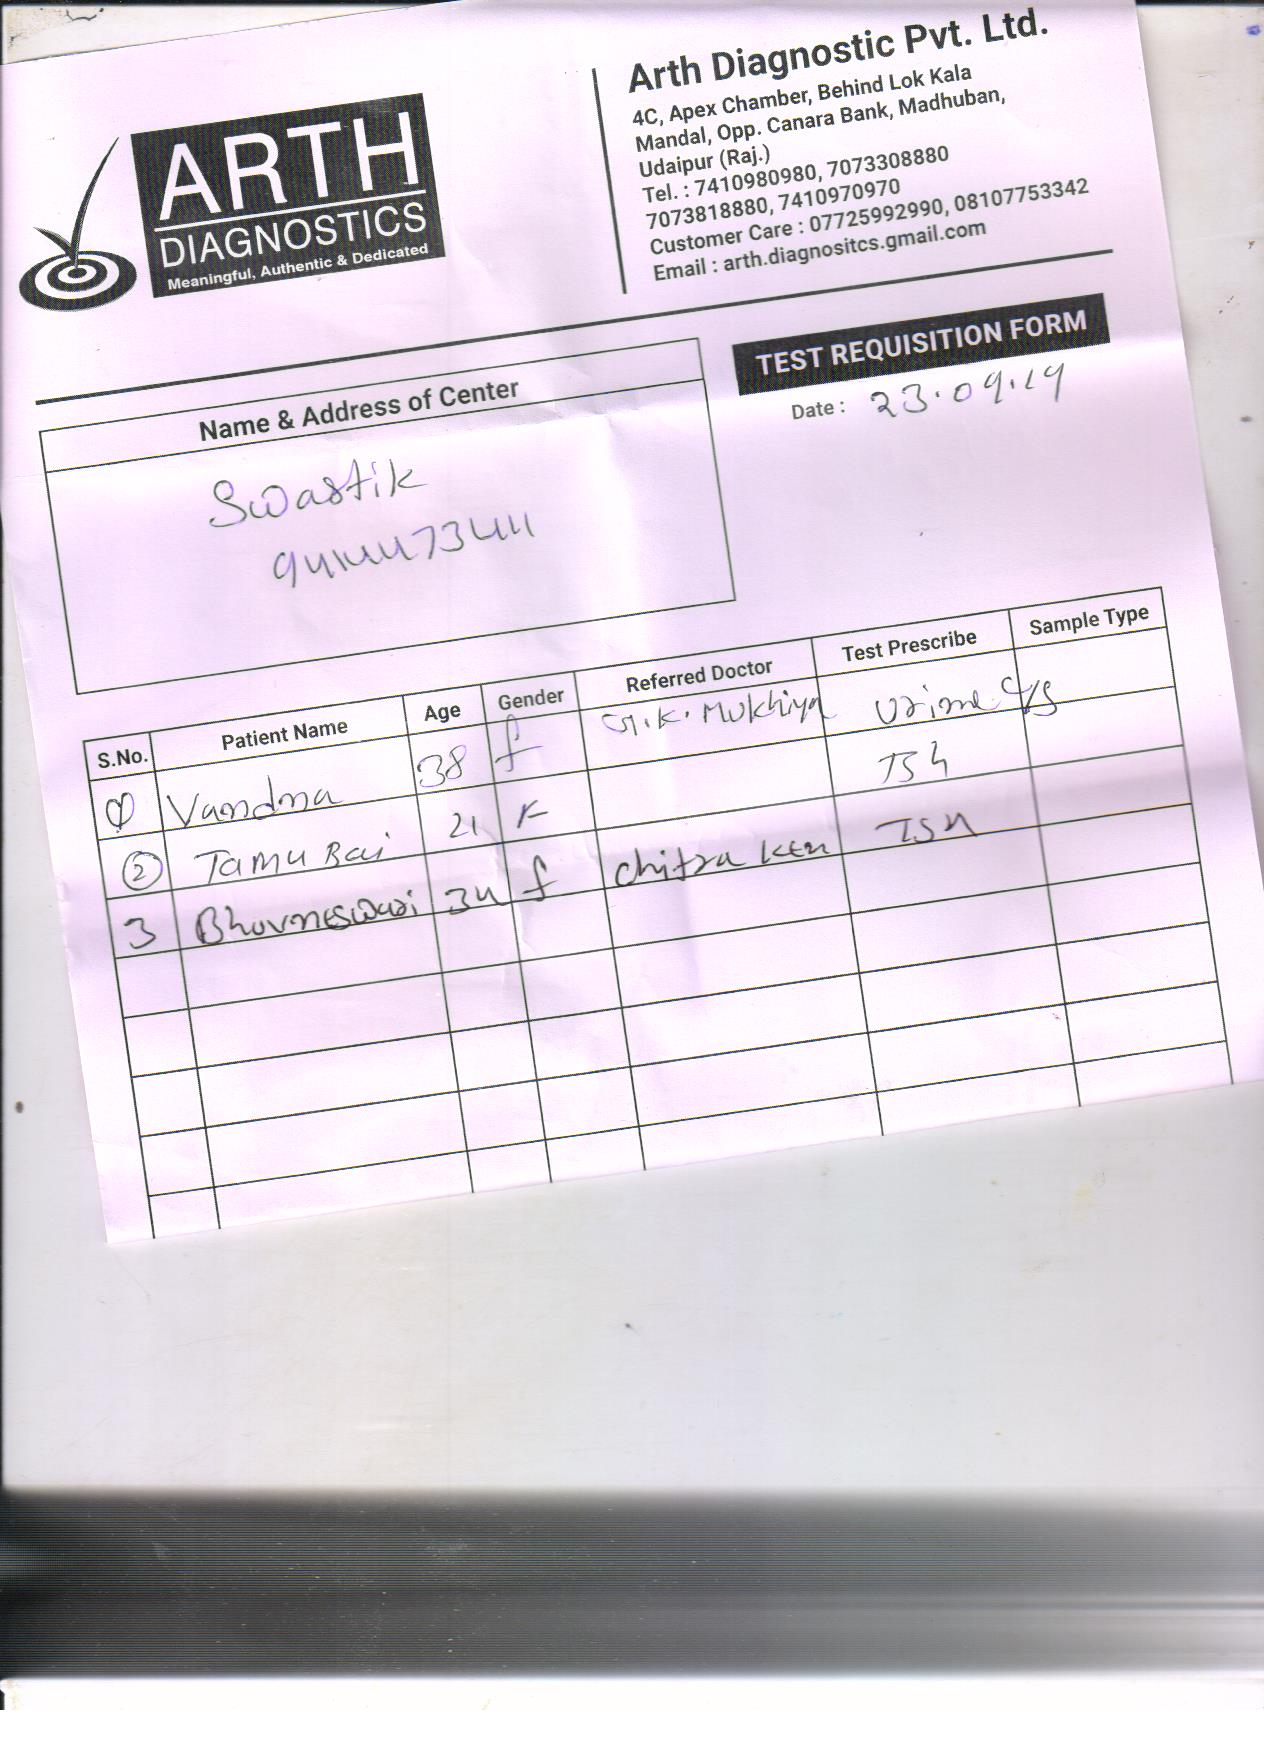 ARTH
DIAGNOSTICS
Meaningful, Authentic & Dedicated
Arth Diagnostic Pvt. Ltd.
4C, Apex Chamber, Behind Lok Kala
Mandal, Opp. Canara Bank, Madhuban,
Udaipur (Raj.)
Tel. : 7410980980, 7073308880
7073818880, 7410970970
Customer Care : 07725992990, 08107753342
Email : arth.diagnositcs.gmail.com
TEST REQUISITION FORM
Date : 23.09.19
Name & Address of Center
Swastik
S.No. Patient Name Age Gender Referred Doctor Test Prescribe Sample Type
1 Vandna 38 f Mukhiya Urine C/S
2 Tamu Bai 21 TSh
3 Bhuvneswari 34 f Chitra TSH